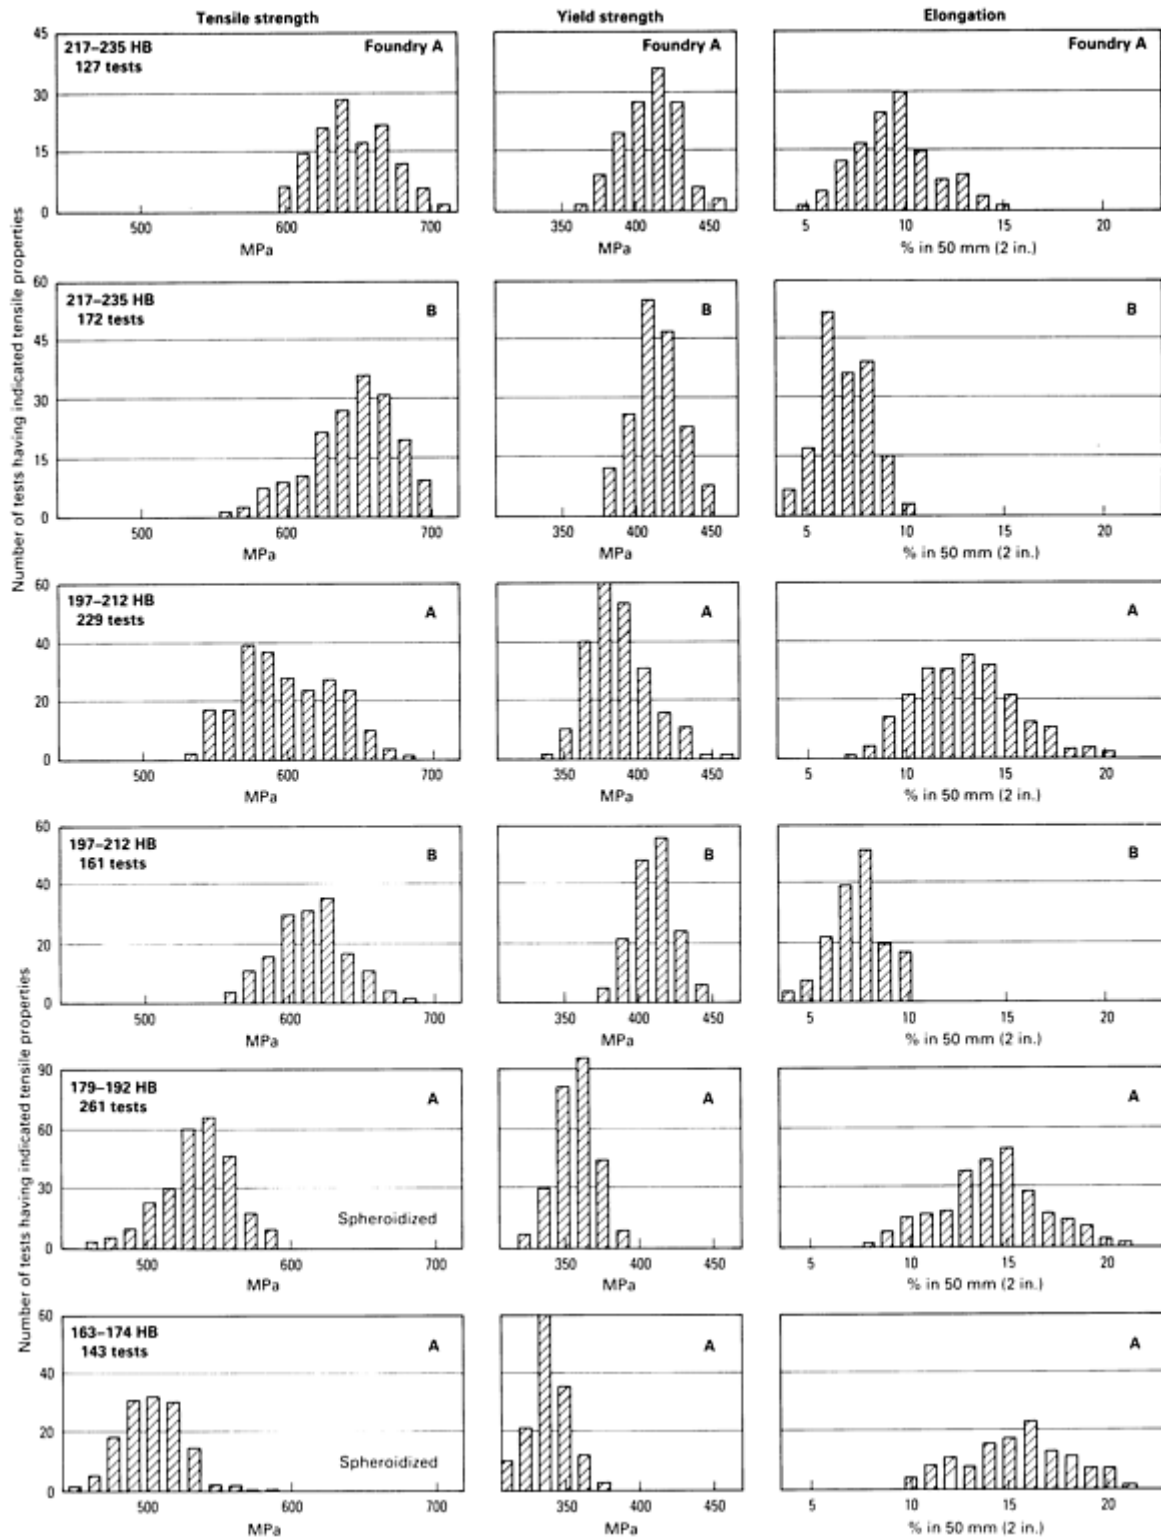 Tensile strength
Yield strength
Elongation
Number of tests having indicated tensile properties
217–235 HB
127 tests
Foundry A
Foundry A
Foundry A
45
30
15
0
500
600
700
350
400
450
5
10
15
20
MPa
MPa
% in 50 mm (2 in.)
217–235 HB
172 tests
B
B
B
60
45
30
15
0
500
600
700
350
400
450
5
10
15
20
MPa
MPa
% in 50 mm (2 in.)
197–212 HB
229 tests
A
A
A
60
40
20
0
500
600
700
350
400
450
5
10
15
20
MPa
MPa
% in 50 mm (2 in.)
Number of tests having indicated tensile properties
197–212 HB
161 tests
B
B
B
60
40
20
0
500
600
700
350
400
450
5
10
15
20
MPa
MPa
% in 50 mm (2 in.)
179–192 HB
261 tests
A
A
A
Spheroidized
90
60
30
0
500
600
700
350
400
450
5
10
15
20
MPa
MPa
% in 50 mm (2 in.)
163–174 HB
143 tests
A
A
A
Spheroidized
60
40
20
0
500
600
700
350
400
450
5
10
15
20
MPa
MPa
% in 50 mm (2 in.)